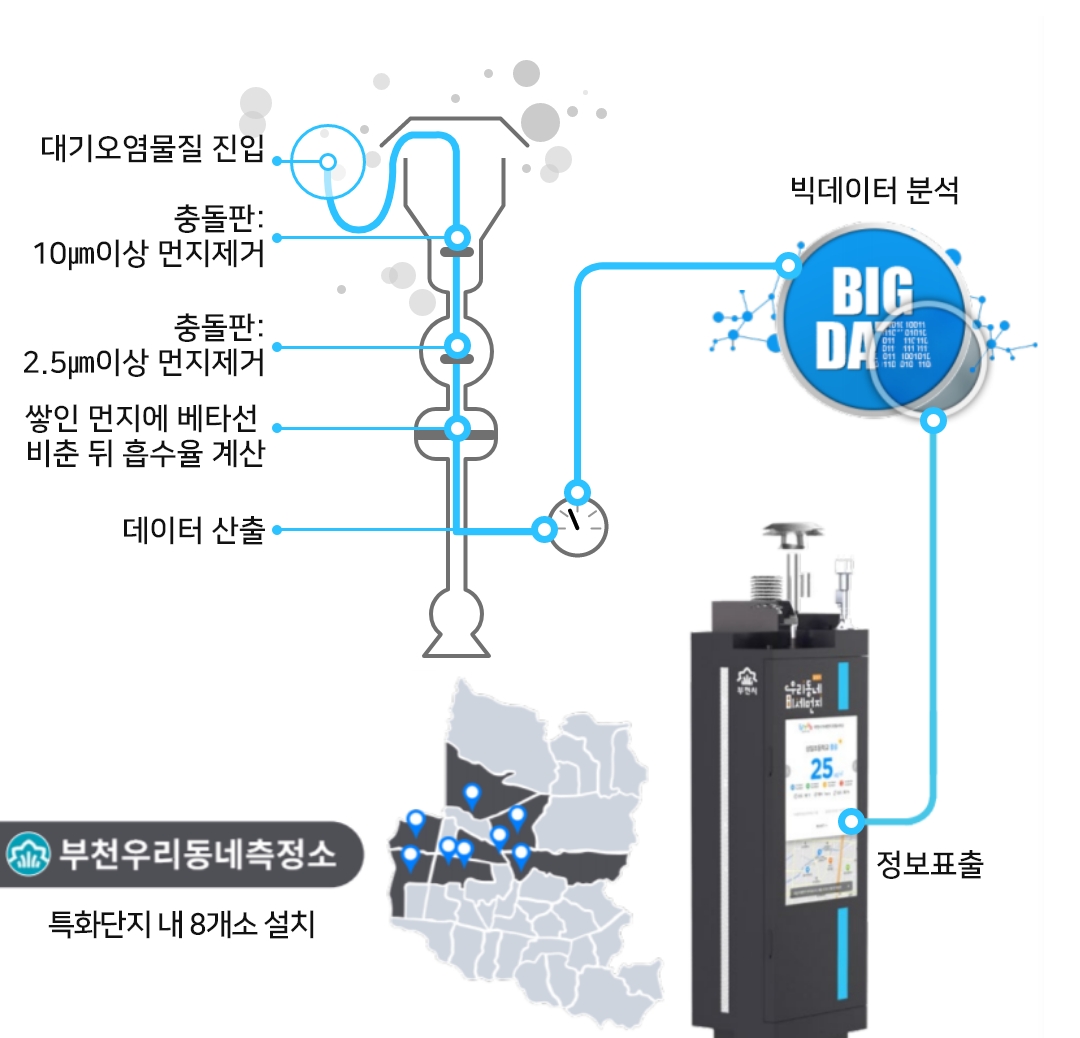 대기오염물질 진입
충돌판:
10㎛이상 먼지제거
충돌판:
2.5㎛이상 먼지제거
쌓인 먼지에 베타선
비춘 뒤 흡수율 계산
데이터 산출
빅데이터 분석
BIG
DATA
부천시
우리동네
미세먼지
25
정보표출
부천우리동네측정소
특화단지 내 8개소 설치